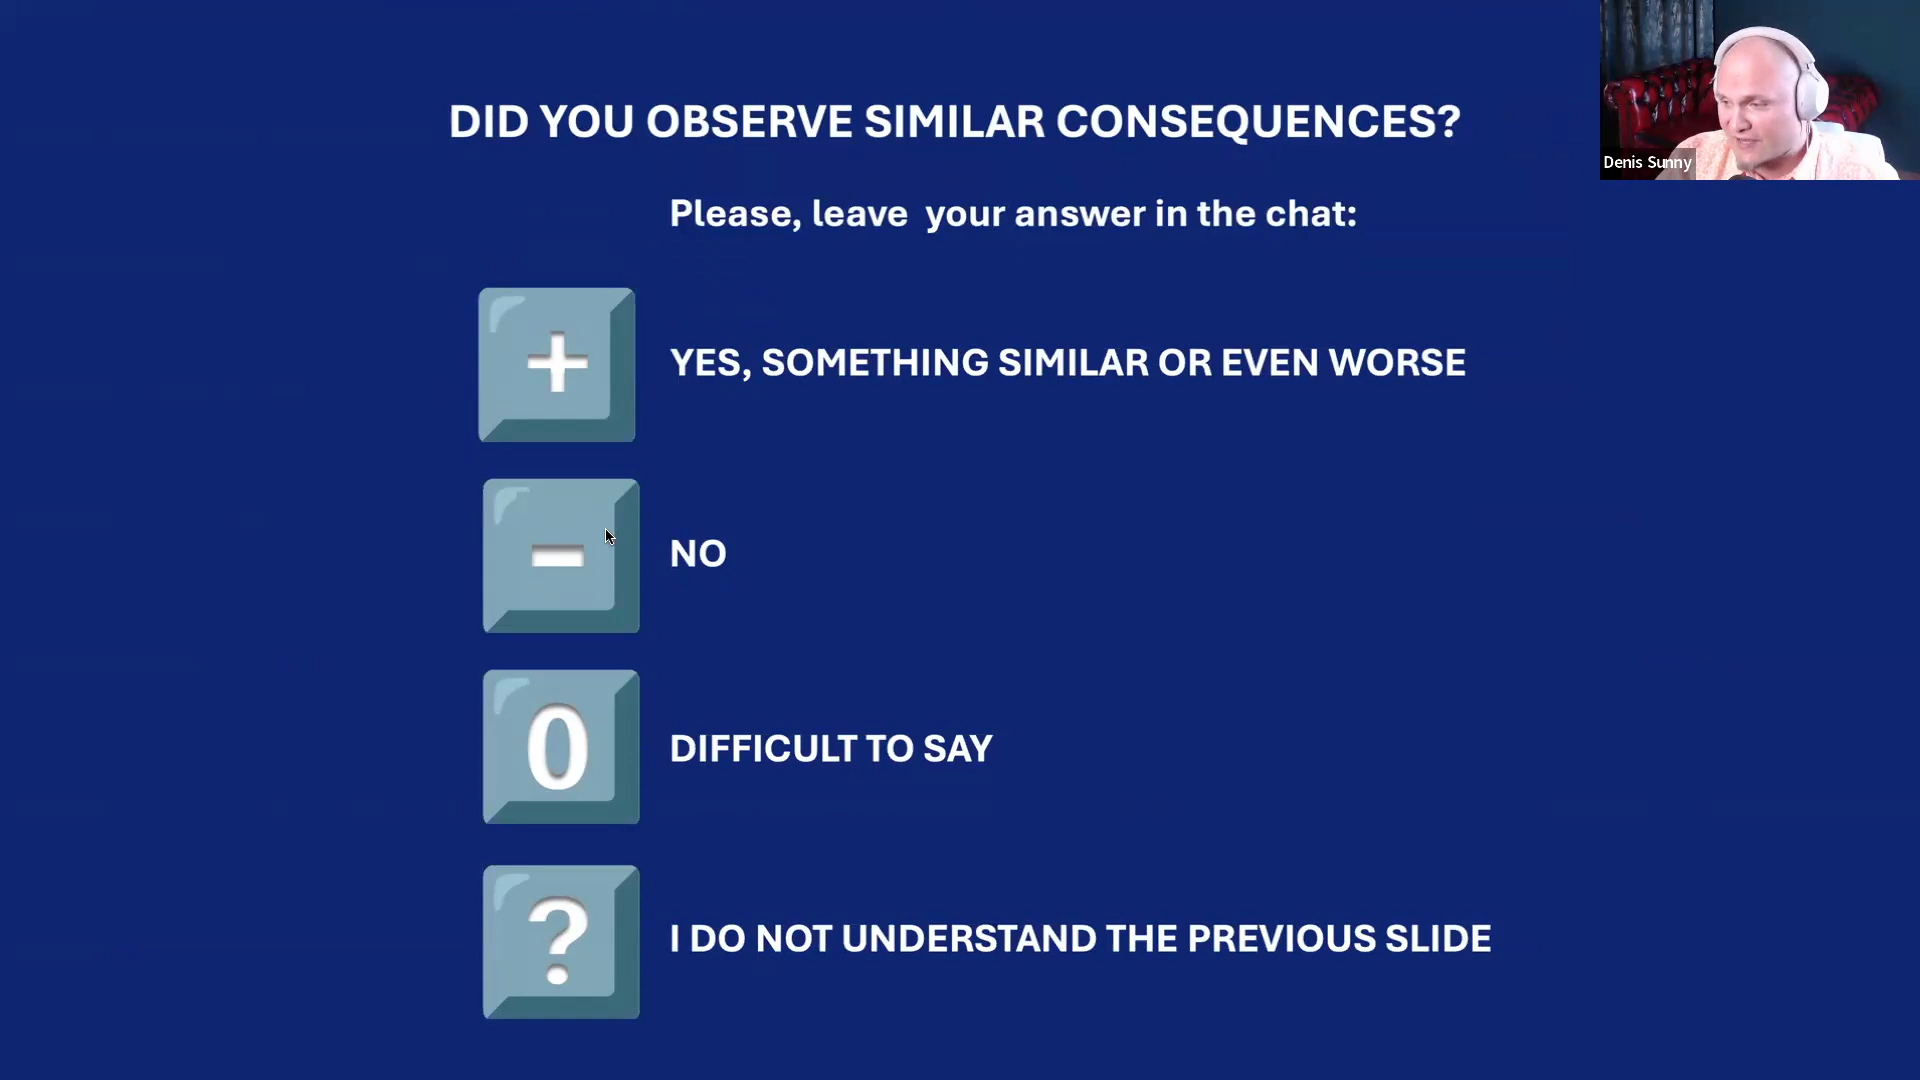 DID YOU OBSERVE SIMILAR CONSEQUENCES?
Please, leave  your answer in the chat:
+ YES, SOMETHING SIMILAR OR EVEN WORSE
- NO
0 DIFFICULT TO SAY
? I DO NOT UNDERSTAND THE PREVIOUS SLIDE
Denis Sunny